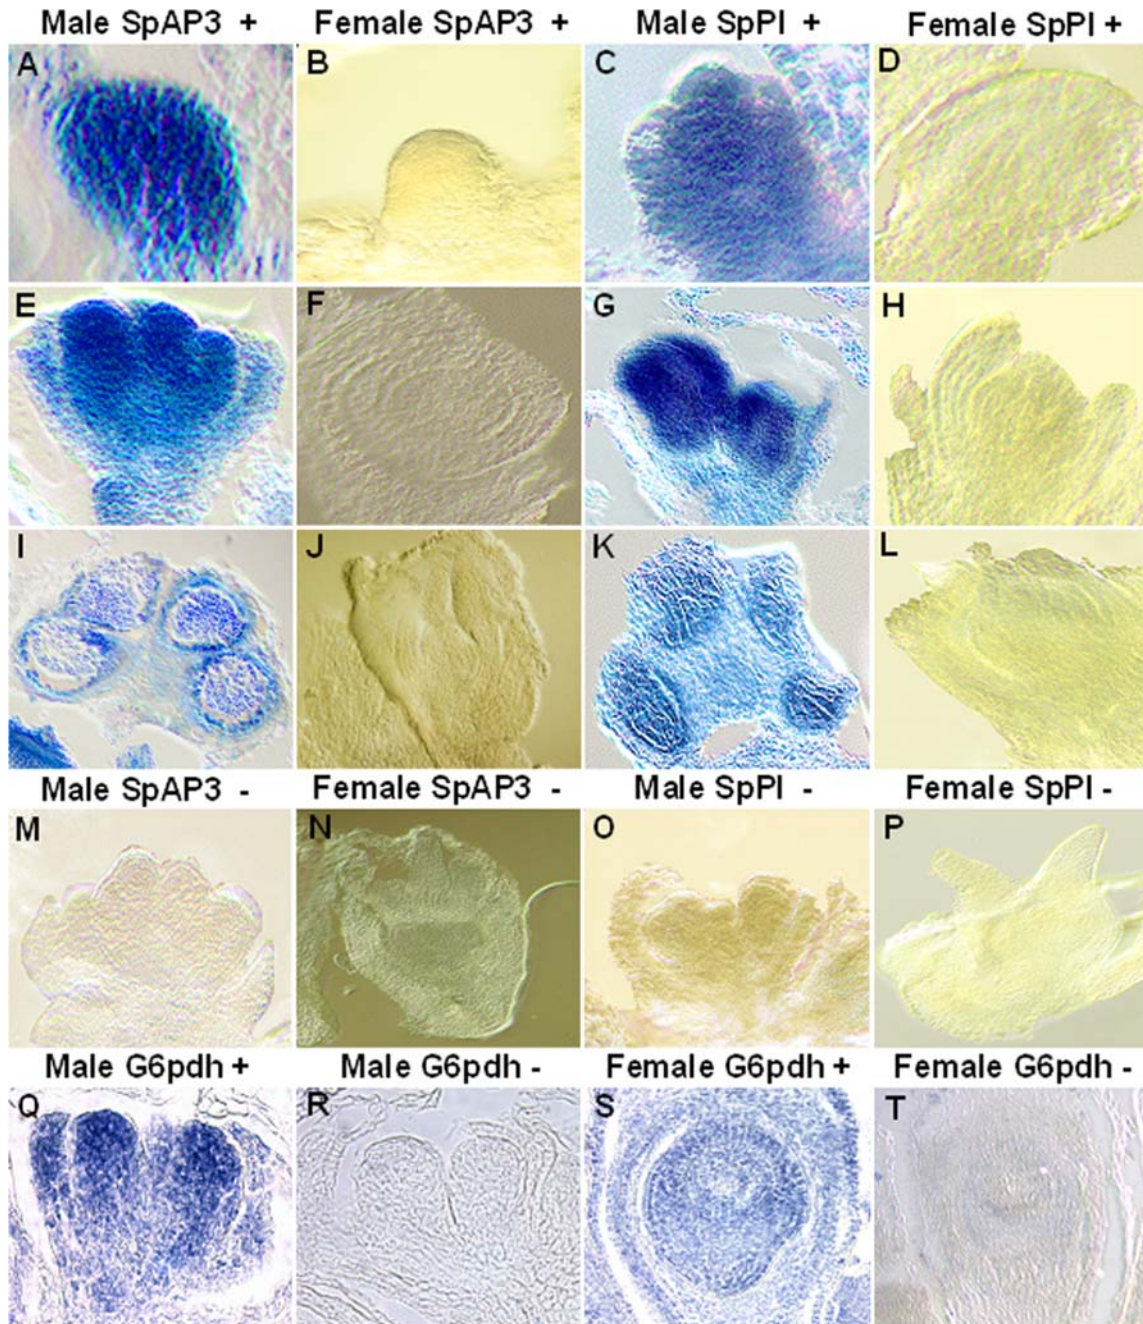 Male SpAP3 + Female SpAP3 + Male SpPI + Female SpPI +
A B C D
E F G H
I J K L
Male SpAP3 - Female SpAP3 - Male SpPI - Female SpPI -
M N O P
Male G6pdh + Male G6pdh - Female G6pdh + Female G6pdh -
Q R S T